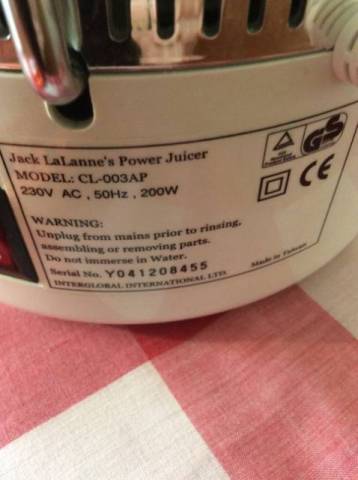 Jack LaLanne's Power Juicer
MODEL: CL-003AP
230V AC , 50Hz , 200W
GS
CE
WARNING:
Unplug from mains prior to rinsing,
assembling or removing parts.
Do not immerse in Water.
Serial No. Y041208455
Made in Taiwan
INTERGLOBAL INTERNATIONAL LTD.